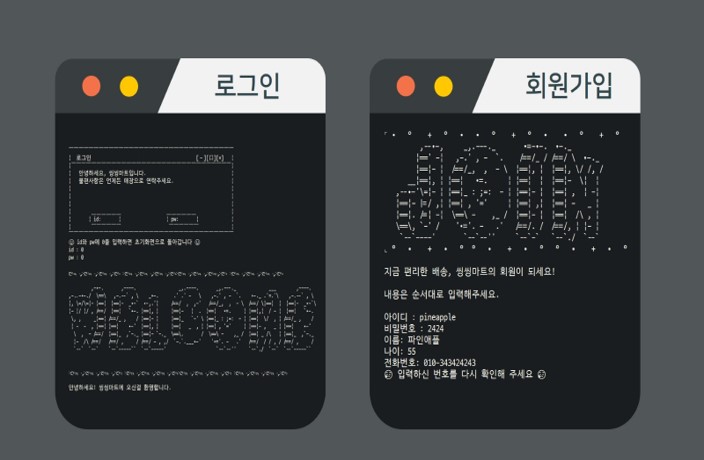 로그인
로그인 [-][□][×]
안녕하세요, 씽씽마트입니다.
불편사항은 언제든 매장으로 연락주세요.
id: pw:
@ id와 pw에 0를 입력하면 초기화면으로 돌아갑니다 @
id : 0
pw : 0
WELCOME
안녕하세요! 씽씽마트에 오신걸 환영합니다.
회원가입
JOIN
지금 편리한 배송, 씽씽마트의 회원이 되세요!
내용은 순서대로 입력해주세요.
아이디 : pineapple
비밀번호 : 2424
이름: 파인애플
나이: 55
전화번호: 010-343424243
입력하신 번호를 다시 확인해 주세요